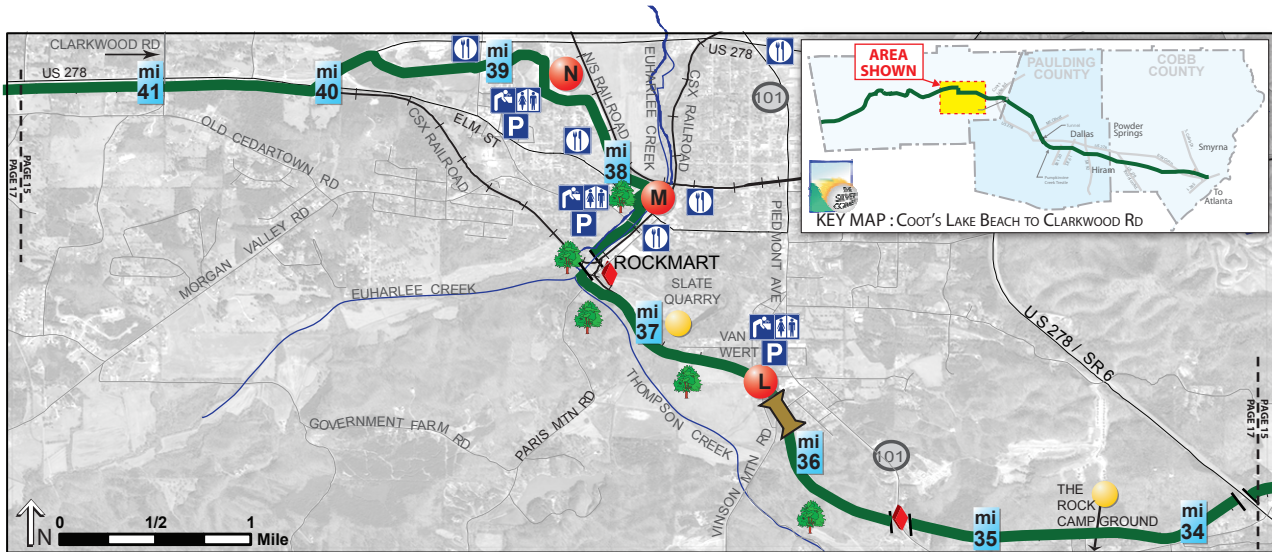 CLARKWOOD RD
US 278
PAGE 15
PAGE 17
mi
41
mi
40
mi
39
N
P
N/S RAILROAD
EUHARLEE CREEK
CSX RAILROAD
US 278
101
ELM ST
CSX RAILROAD
OLD CEDARTOWN RD
MORGAN VALLEY RD
mi
38
M
P
PIEDMONT AVE
ROCKMART
SLATE
QUARRY
EUHARLEE CREEK
mi
37
VAN
WERT
P
L
THOMPSON CREEK
GOVERNMENT FARM RD
PARIS MTN RD
VINSON MTN RD
mi
36
101
mi
35
THE
ROCK
CAMPGROUND
mi
34
US 278 / SR 6
PAGE 15
PAGE 17
N
0 1/2 1
Mile
AREA
SHOWN
PAULDING
COUNTY
COBB
COUNTY
Dallas
Powder
Springs
Hiram
Smyrna
To
Atlanta
THE
SILVER
COMET
KEY MAP : COOT'S LAKE BEACH TO CLARKWOOD RD